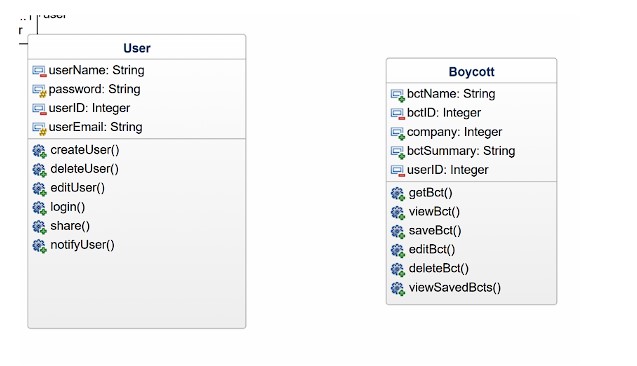 ..1 user
r
User
userName: String
password: String
userID: Integer
userEmail: String
createUser()
deleteUser()
editUser()
login()
share()
notifyUser()
Boycott
bctName: String
bctID: Integer
company: Integer
bctSummary: String
userID: Integer
getBct()
viewBct()
saveBct()
editBct()
deleteBct()
viewSavedBcts()